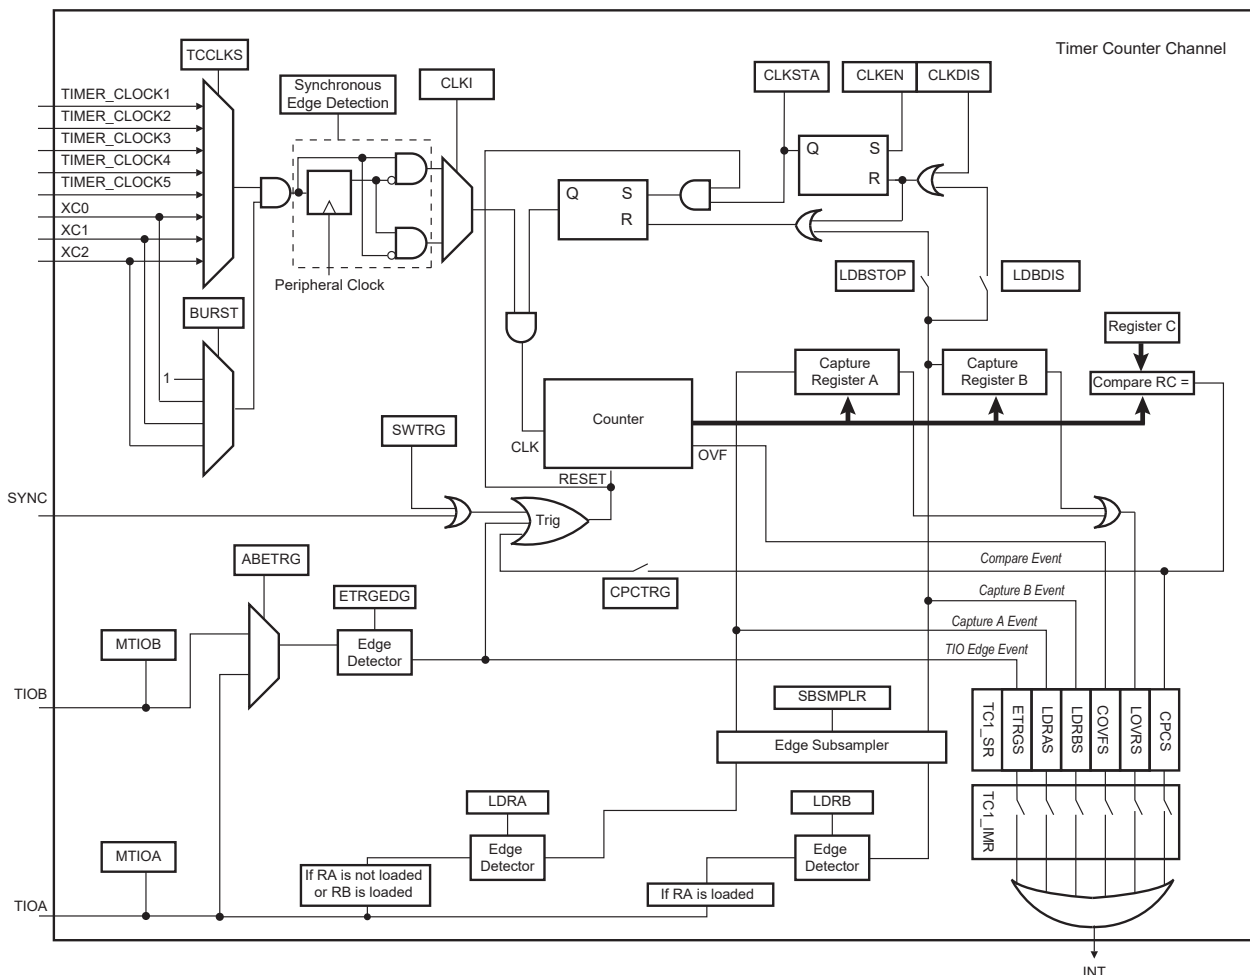 Timer Counter Channel
TCCLKS
Synchronous
Edge Detection
CLKI
CLKSTA
CLKEN
CLKDIS
TIMER_CLOCK1
TIMER_CLOCK2
TIMER_CLOCK3
TIMER_CLOCK4
TIMER_CLOCK5
XC0
XC1
XC2
Q
S
R
Q
S
R
Peripheral Clock
LDBSTOP
LDBDIS
BURST
1
Register C
Capture
Register A
Capture
Register B
Compare RC =
Counter
SWTRG
CLK
OVF
RESET
SYNC
Trig
Compare Event
CPCTRG
ABETRG
ETRGEDG
Capture B Event
MTIOB
Edge
Detector
Capture A Event
TIO Edge Event
TIOB
SBSMPLR
Edge Subsampler
TC1_SR
ETRGS
LDRAS
LDRBS
COVFS
LOVRS
CPCS
LDRA
LDRB
TC1_IMR
MTIOA
Edge
Detector
Edge
Detector
If RA is not loaded
or RB is loaded
If RA is loaded
TIOA
INT